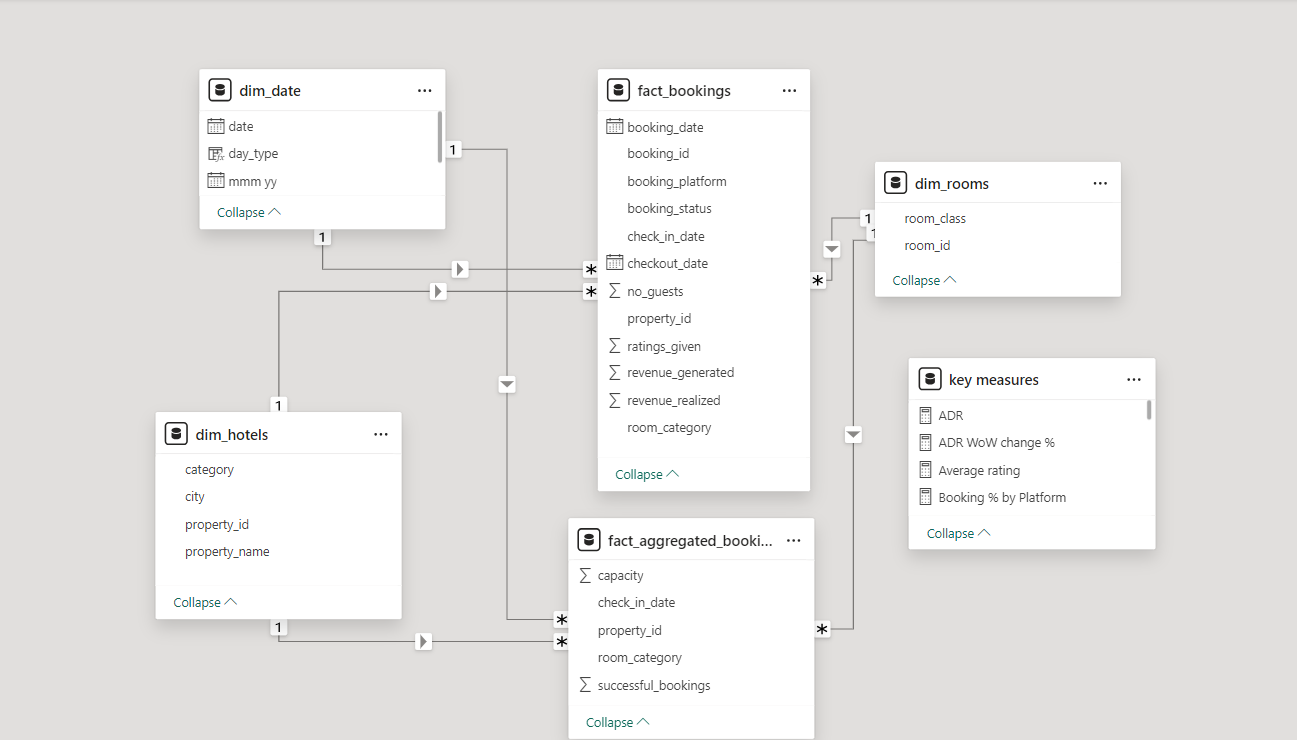 dim_date
date
day_type
mmm yy
Collapse
1
1
fact_bookings
booking_date
booking_id
booking_platform
booking_status
check_in_date
checkout_date
no_guests
property_id
ratings_given
revenue_generated
revenue_realized
room_category
Collapse
*
*
*
dim_rooms
room_class
room_id
Collapse
1
1
dim_hotels
category
city
property_id
property_name
Collapse
1
1
key measures
ADR
ADR WoW change %
Average rating
Booking % by Platform
Collapse
fact_aggregated_booki...
capacity
check_in_date
property_id
room_category
successful_bookings
Collapse
*
*
*